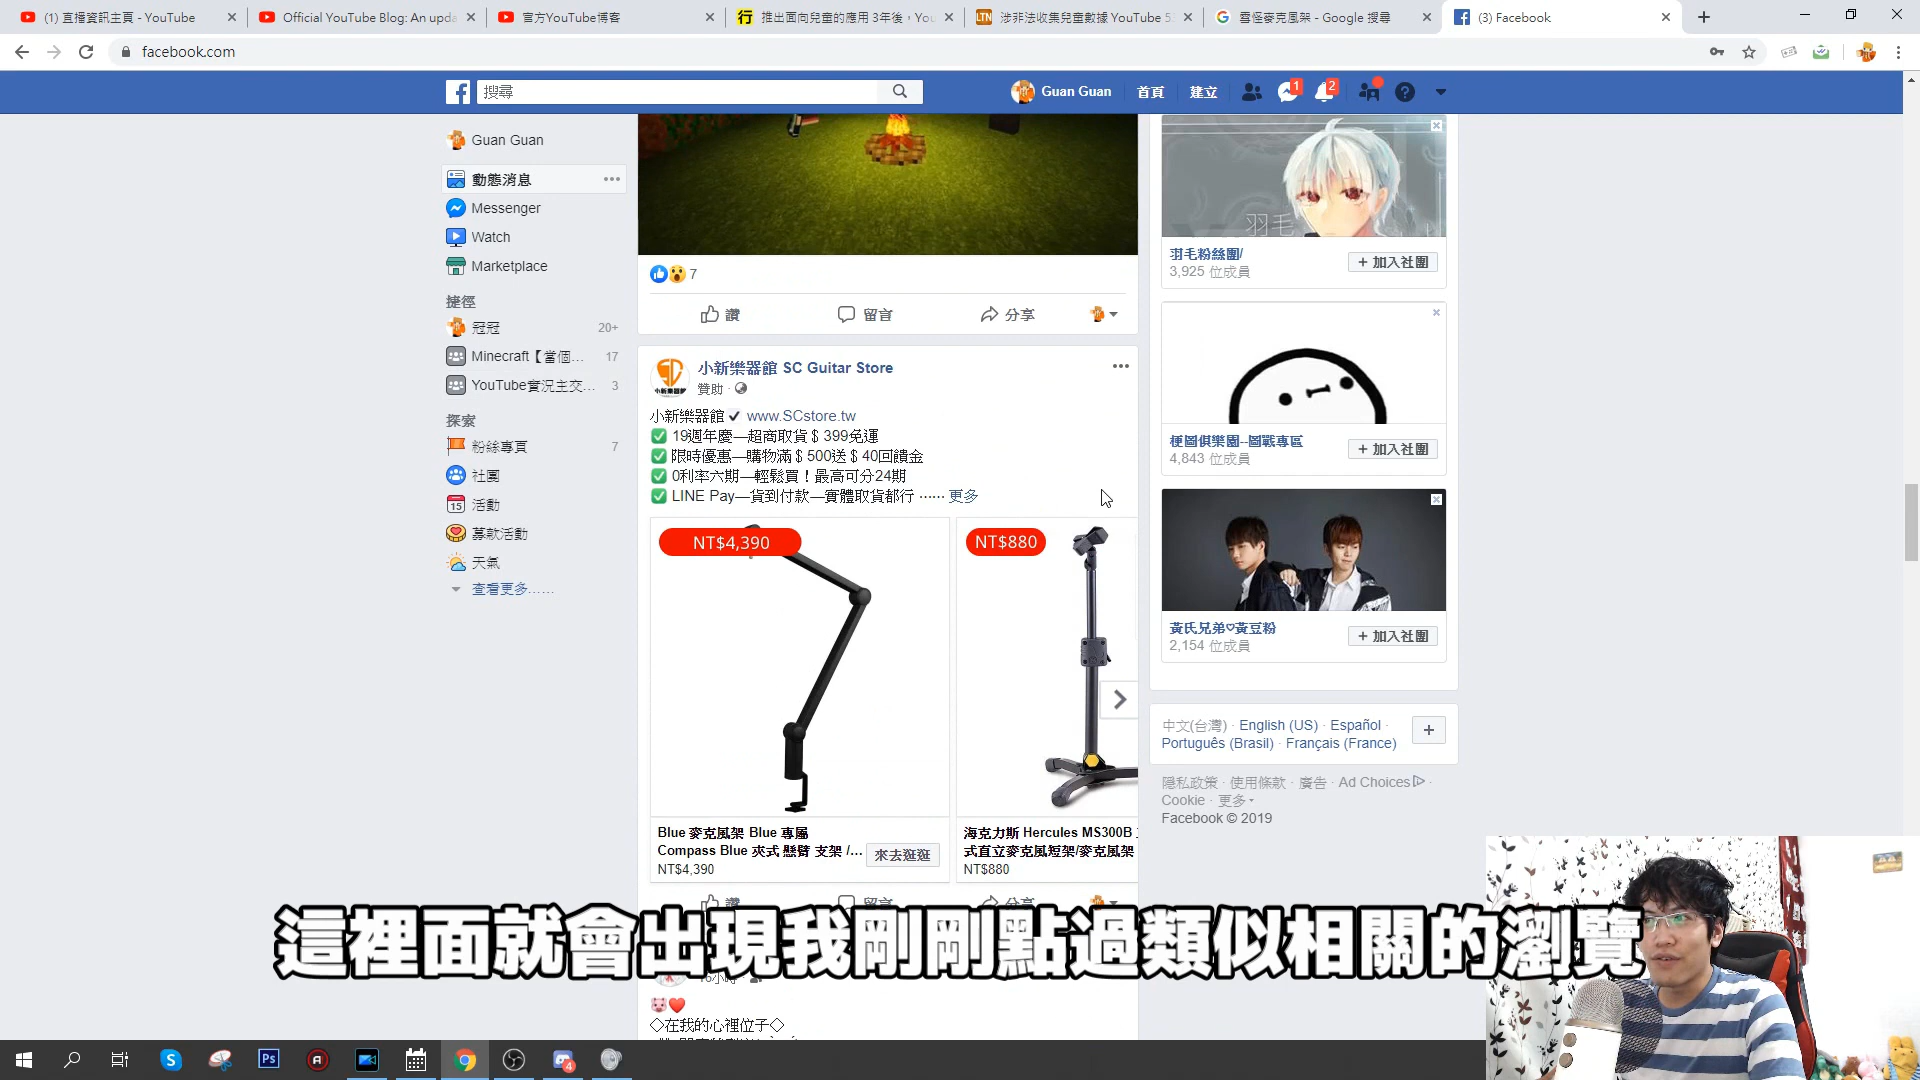 (1) 直播資訊主頁 - YouTube
Official YouTube Blog: An upda
官方YouTube博客
推出面向兒童的應用 3年後，You
涉非法收集兒童數據 YouTube 5
雪怪麥克風架 - Google 搜尋
(3) Facebook
facebook.com
搜尋
Guan Guan
首頁
建立
1
2
Guan Guan
動態消息
Messenger
Watch
Marketplace
捷徑
冠冠 20+
Minecraft【當個... 17
YouTube實況主交... 3
探索
粉絲專頁 7
社團
15 活動
募款活動
天氣
查看更多……
7
讚 留言 分享
小新樂器館 SC Guitar Store
贊助 ·
小新樂器館✔ www.SCstore.tw
✅ 19週年慶—超商取貨＄399免運
✅ 限時優惠—購物滿＄500送＄40回饋金
✅ 0利率六期—輕鬆買！最高可分24期
✅ LINE Pay—貨到付款—實體取貨都行 …… 更多
NT$4,390
NT$880
Blue 麥克風架 Blue 專屬
Compass Blue 夾式 懸臂 支架 /...
NT$4,390
來去逛逛
海克力斯 Hercules MS300B
式直立麥克風短架/麥克風架
NT$880
讚 留言 分享
◇在我的心裡位子◇
羽毛
羽毛粉絲團/
3,925 位成員
+ 加入社團
梗圖俱樂園--圖戰專區
4,843 位成員
+ 加入社團
黃氏兄弟♡黃豆粉
2,154 位成員
+ 加入社團
中文(台灣) · English (US) · Español ·
Português (Brasil) · Français (France)
隱私政策 · 使用條款 · 廣告 · Ad Choices ·
Cookie · 更多
Facebook © 2019
這裡面就會出現我剛剛點過類似相關的瀏覽
Ps
4